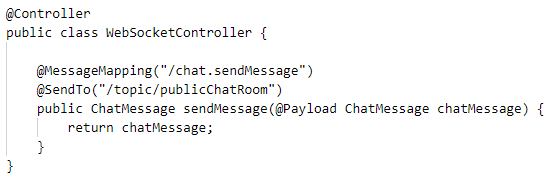 @Controller
public class WebSocketController {
@MessageMapping("/chat.sendMessage")
@SendTo("/topic/publicChatRoom")
public ChatMessage sendMessage(@Payload ChatMessage chatMessage) {
return chatMessage;
}
}